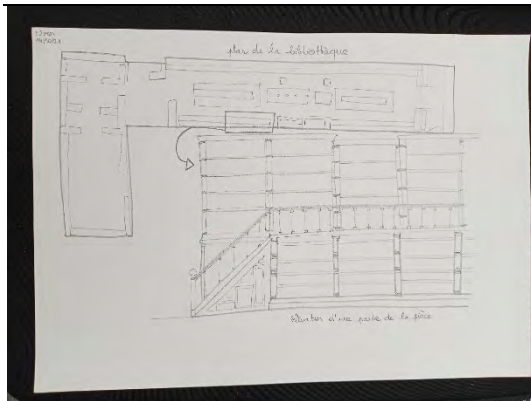 plan de la bibliothèque
élévation d'une partie de la pièce